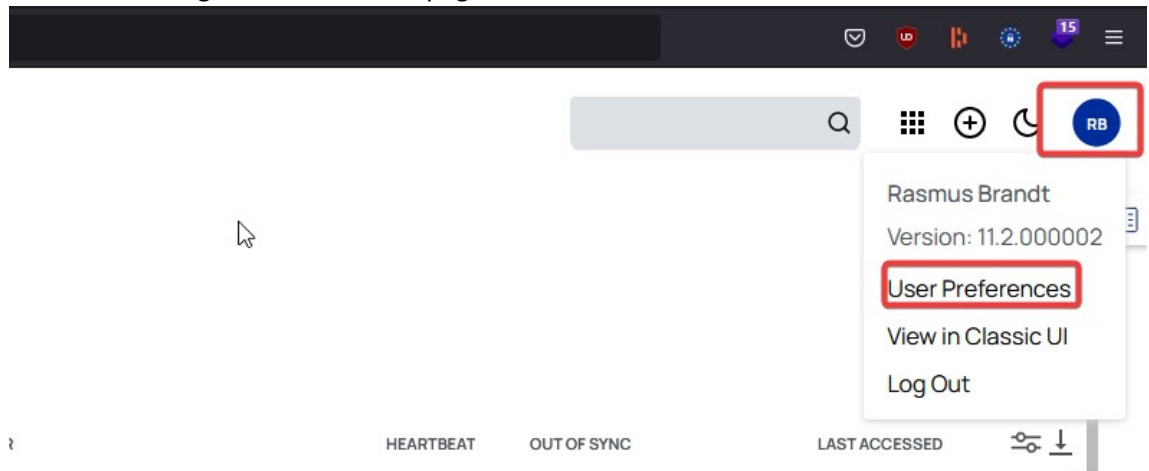 15
RB
Rasmus Brandt
Version: 11.2.000002
User Preferences
View in Classic UI
Log Out
HEARTBEAT OUT OF SYNC LAST ACCESSED